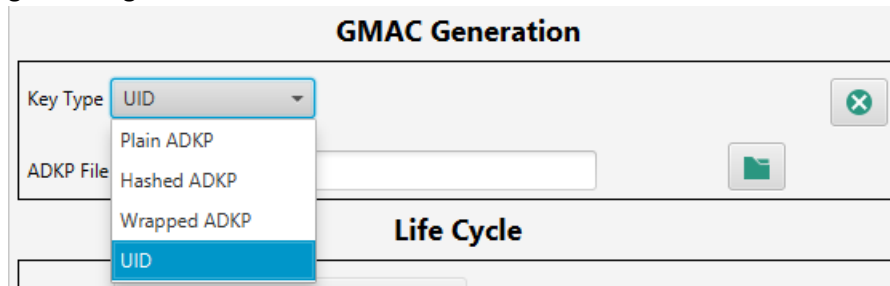 GMAC Generation
Key Type UID
Plain ADKP
ADKP File
Hashed ADKP
Wrapped ADKP
Life Cycle
UID